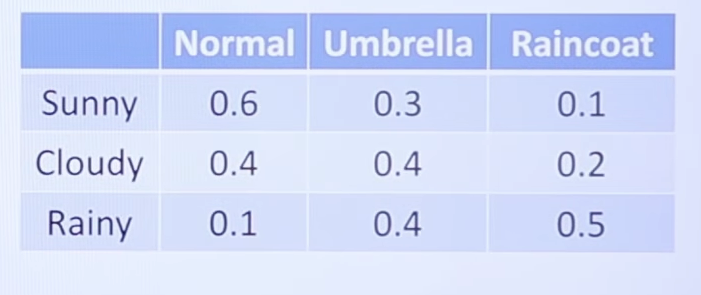 Normal Umbrella Raincoat
Sunny 0.6 0.3 0.1
Cloudy 0.4 0.4 0.2
Rainy 0.1 0.4 0.5